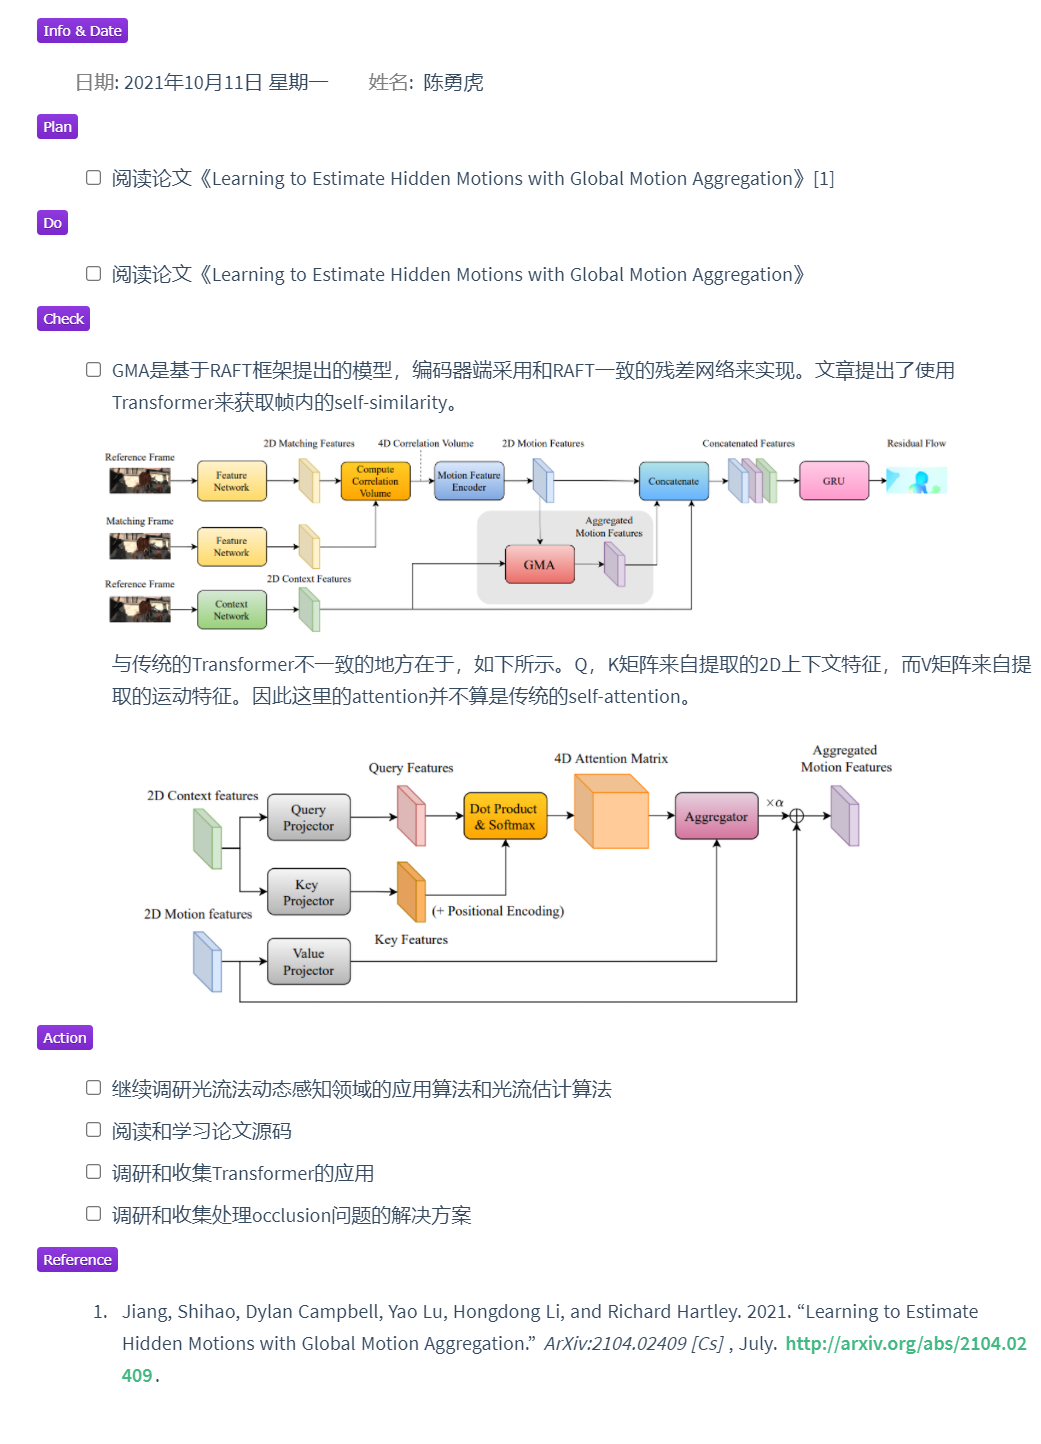 Info & Date
日期: 2021年10月11日 星期一 姓名: 陈勇虎
Plan
阅读论文《Learning to Estimate Hidden Motions with Global Motion Aggregation》[1]
Do
阅读论文《Learning to Estimate Hidden Motions with Global Motion Aggregation》
Check
GMA是基于RAFT框架提出的模型，编码器端采用和RAFT一致的残差网络来实现。文章提出了使用
Transformer来获取帧内的self-similarity。
2D Matching Features 4D Correlation Volume 2D Motion Features Concatenated Features Residual Flow
Reference Frame
Feature
Network
Compute
Correlation
Volume
Motion Feature
Encoder
Concatenate
GRU
Matching Frame
Feature
Network
Aggregated
Motion Features
GMA
Reference Frame
2D Context Features
Context
Network
与传统的Transformer不一致的地方在于，如下所示。Q，K矩阵来自提取的2D上下文特征，而V矩阵来自提
取的运动特征。因此这里的attention并不算是传统的self-attention。
Aggregated
Motion Features
4D Attention Matrix
Query Features
2D Context features
Query
Projector
Dot Product
& Softmax
Aggregator
×α
Key
Projector
(+ Positional Encoding)
2D Motion features
Key Features
Value
Projector
Action
继续调研光流法动态感知领域的应用算法和光流估计算法
阅读和学习论文源码
调研和收集Transformer的应用
调研和收集处理occlusion问题的解决方案
Reference
1. Jiang, Shihao, Dylan Campbell, Yao Lu, Hongdong Li, and Richard Hartley. 2021. “Learning to Estimate
Hidden Motions with Global Motion Aggregation.” ArXiv:2104.02409 [Cs] , July. http://arxiv.org/abs/2104.02
409 .